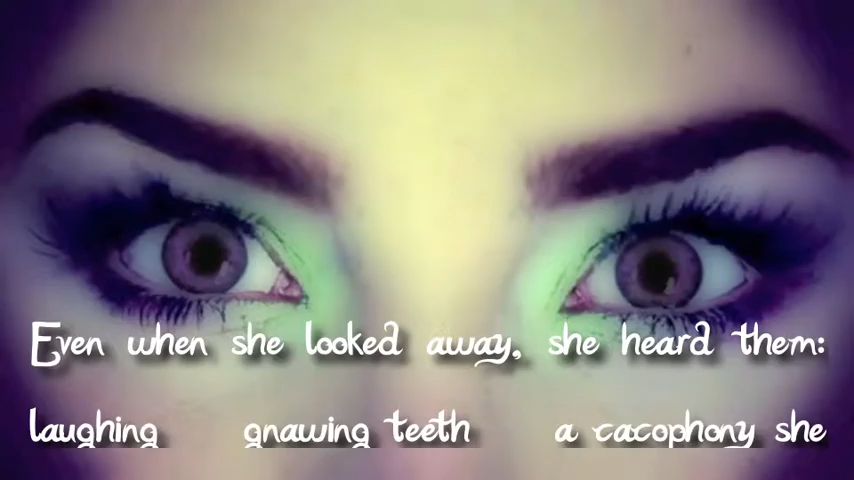 Even when she looked away, she heard them:
laughing gnawing teeth a cacophony she